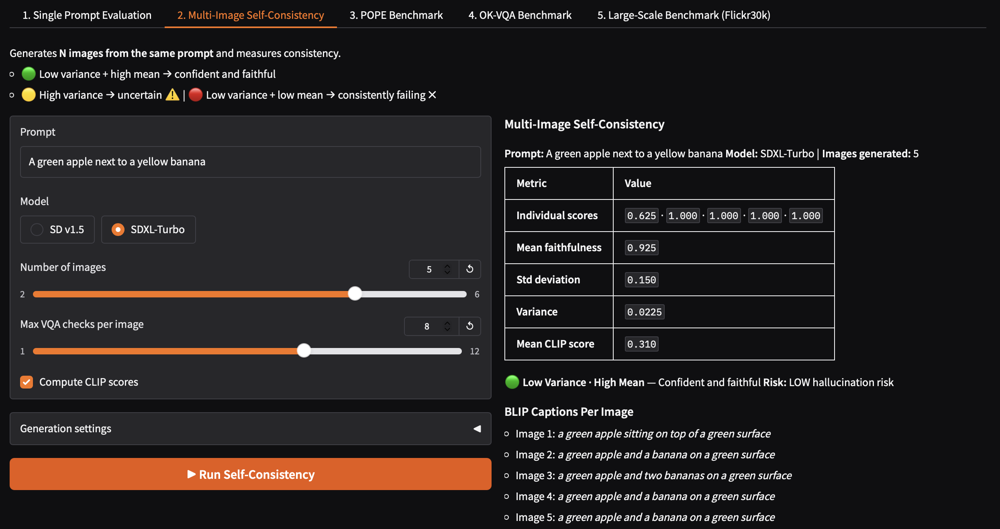 1. Single Prompt Evaluation 2. Multi-Image Self-Consistency 3. POPE Benchmark 4. OK-VQA Benchmark 5. Large-Scale Benchmark (Flickr30k)
Generates N images from the same prompt and measures consistency.
🟢 Low variance + high mean → confident and faithful
🟡 High variance → uncertain ⚠️ | 🔴 Low variance + low mean → consistently failing ✕
Prompt
A green apple next to a yellow banana
Model
SD v1.5 SDXL-Turbo
Number of images
5
2 6
Max VQA checks per image
8
1 12
Compute CLIP scores
Generation settings
▶ Run Self-Consistency
Multi-Image Self-Consistency
Prompt: A green apple next to a yellow banana Model: SDXL-Turbo | Images generated: 5
Metric Value
Individual scores 0.625 · 1.000 · 1.000 · 1.000 · 1.000
Mean faithfulness 0.925
Std deviation 0.150
Variance 0.0225
Mean CLIP score 0.310
🟢 Low Variance · High Mean — Confident and faithful Risk: LOW hallucination risk
BLIP Captions Per Image
Image 1: a green apple sitting on top of a green surface
Image 2: a green apple and a banana on a green surface
Image 3: a green apple and two bananas on a green surface
Image 4: a green apple and a banana on a green surface
Image 5: a green apple and a banana on a green surface